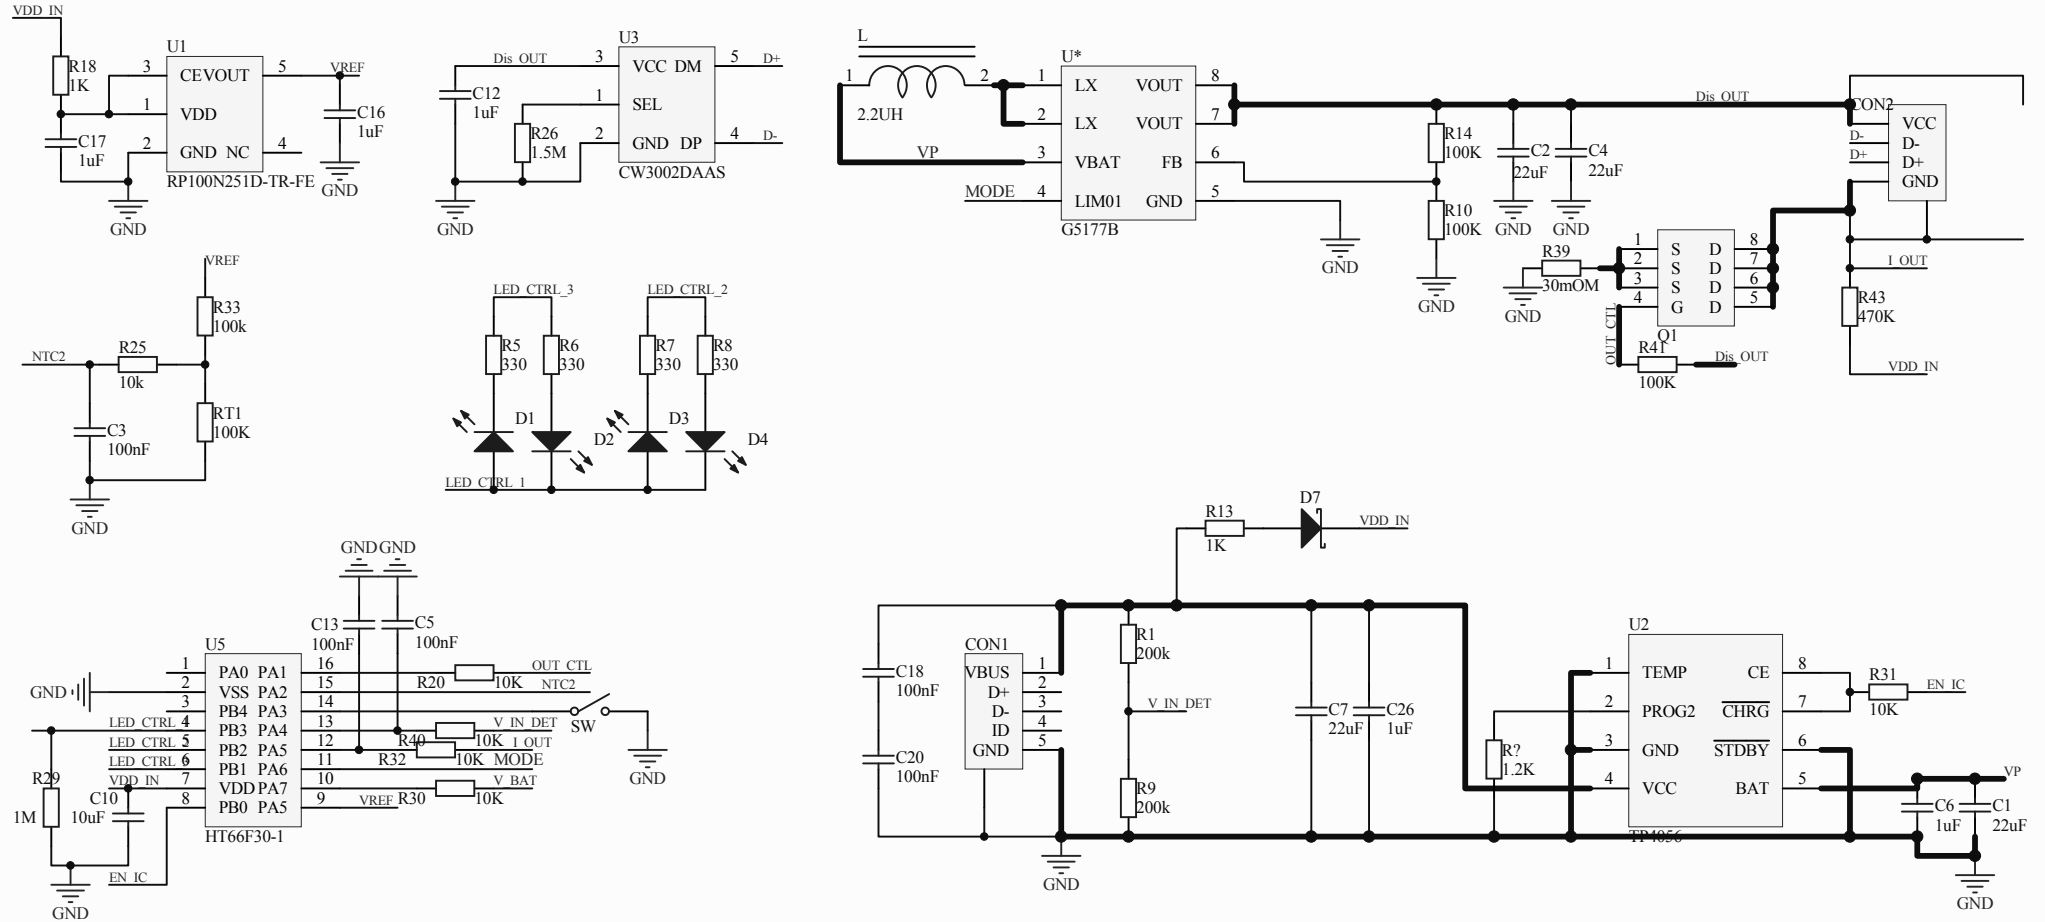 VDD_IN
R18
1K
C17
1uF
GND
U1
3 CE VOUT 5
1 VDD
2 GND NC 4
RP100N251D-TR-FE
VREF
C16
1uF
GND
Dis_OUT
C12
1uF
R26
1.5M
GND
U3
3 VCC DM 5 D+
1 SEL
2 GND DP 4 D-
CW3002DAAS
L
1 2
2.2UH
VP
MODE
U*
1 LX VOUT 8
2 LX VOUT 7
3 VBAT FB 6
4 LIM01 GND 5
G5177B
GND
Dis_OUT
R14
100K
R10
100K
GND
C2
22uF
GND
C4
22uF
GND
CON2
VCC
D- D-
D+ D+
GND
R39
30mOM
GND
1 S D 8
2 S D 7
3 S D 6
4 G D 5
Q1
OUT_CTL
R41
100K
Dis_OUT
I_OUT
R43
470K
VDD_IN
VREF
R33
100k
NTC2
R25
10k
RT1
100K
C3
100nF
GND
LED_CTRL_3
LED_CTRL_2
R5
330
R6
330
R7
330
R8
330
D1
D2
D3
D4
LED_CTRL_1
GND GND
C13
100nF
C5
100nF
U5
1 PA0 PA1 16
GND 2 VSS PA2 15
3 PB4 PA3 14
LED_CTRL 4 PB3 PA4 13
LED_CTRL 5 PB2 PA5 12
LED_CTRL 6 PB1 PA6 11
VDD_IN 7 VDD PA7 10
8 PB0 PA5 9
HT66F30-1
R20
10K
OUT_CTL
NTC2
SW
GND
R40
10K
V_IN_DET
R32
10K
I_OUT
MODE
R30
10K
V_BAT
VREF
R29
1M
C10
10uF
GND
EN_IC
R13
1K
D7
VDD_IN
C18
100nF
C20
100nF
CON1
VBUS 1
D+ 2
D- 3
ID 4
GND 5
GND
R1
200k
V_IN_DET
R9
200k
C7
22uF
C26
1uF
R?
1.2K
U2
1 TEMP CE 8
2 PROG2 CHRG 7
3 GND STDBY 6
4 VCC BAT 5
TP4056
R31
10K
EN_IC
VP
C6
1uF
C1
22uF
GND